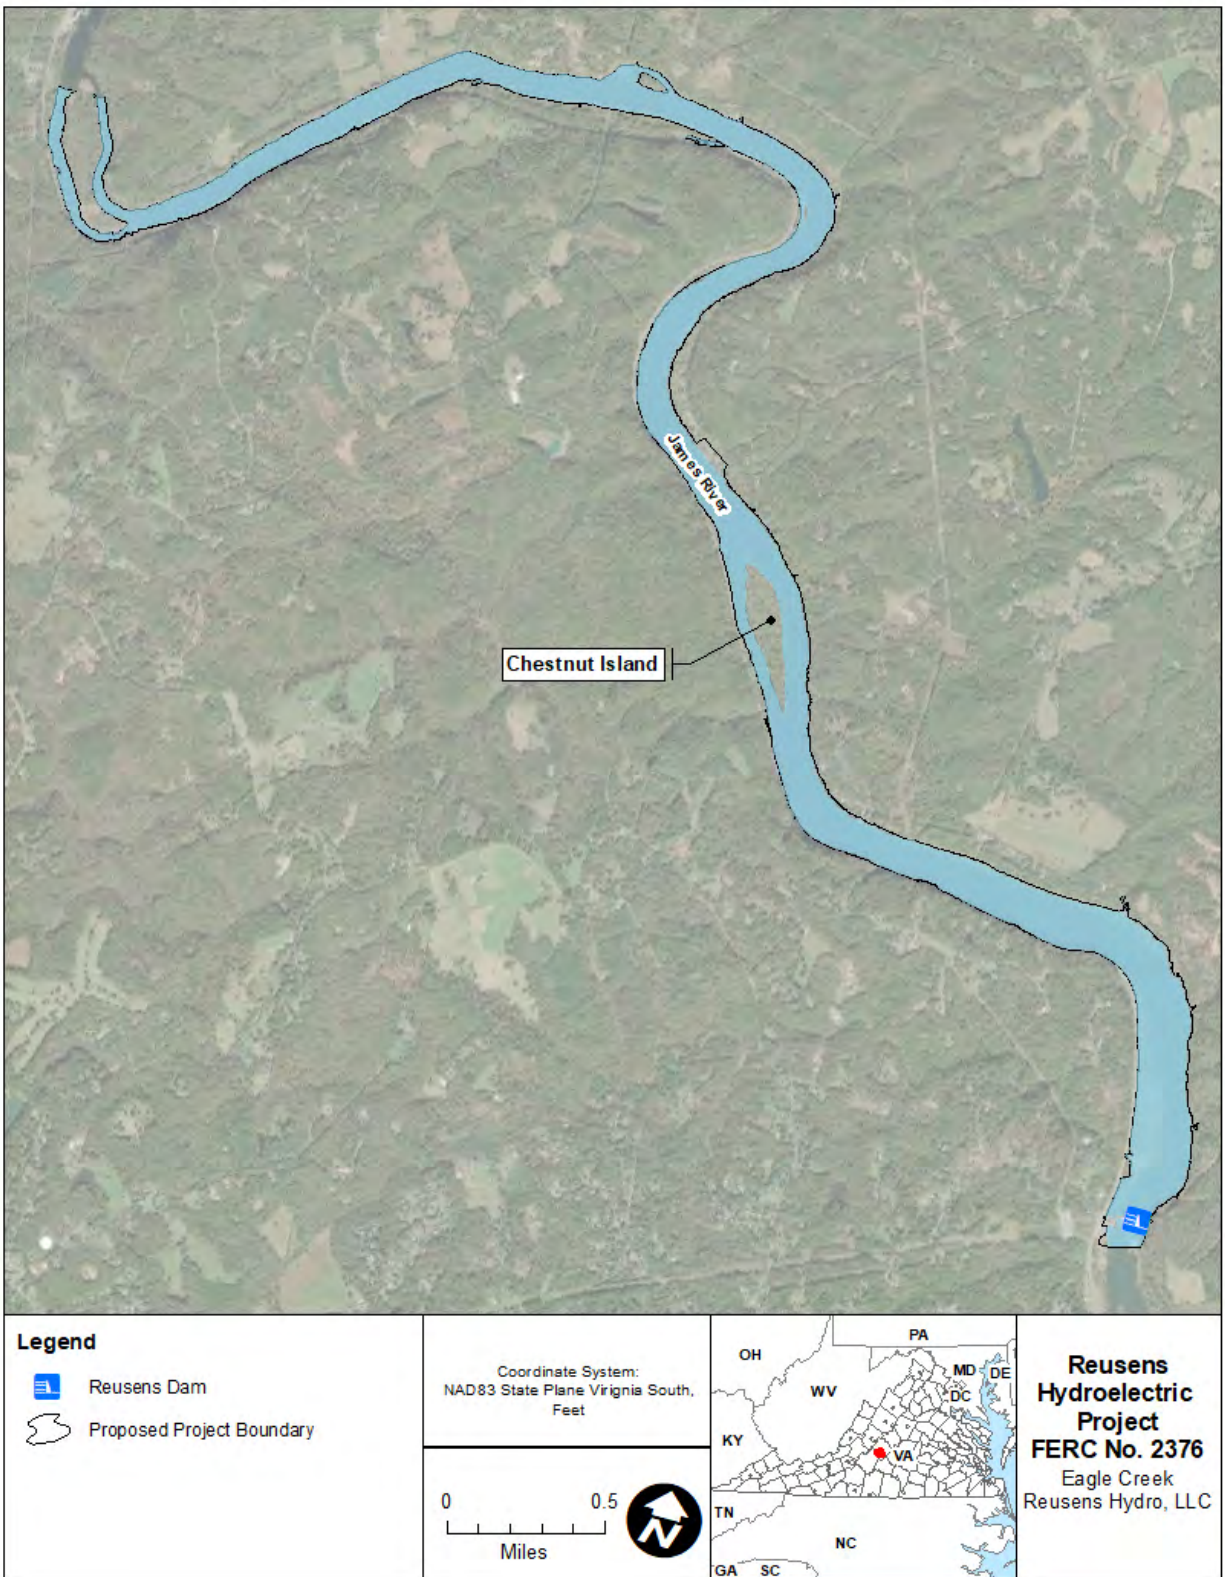 James River
Chestnut Island
Legend
Reusens Dam
Proposed Project Boundary
Coordinate System:
NAD83 State Plane Virignia South,
Feet
0 0.5
Miles
N
PA
OH
MD
DE
WV
DC
KY
VA
TN
NC
GA
SC
Reusens
Hydroelectric
Project
FERC No. 2376
Eagle Creek
Reusens Hydro, LLC